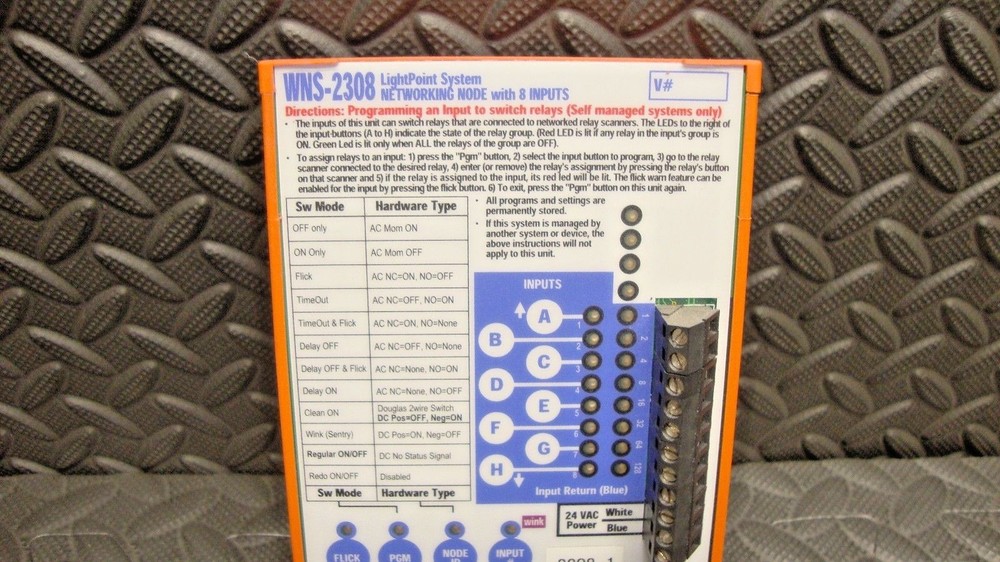 WNS-2308 LightPoint System
NETWORKING NODE with 8 INPUTS
V#
Directions: Programming an Input to switch relays (Self managed systems only)
• The inputs of this unit can switch relays that are connected to networked relay scanners. The LEDs to the right of
the input-buttons (A to H) indicate the state of the relay group. (Red LED is lit if any relay in the input's group is
ON. Green Led is lit only when ALL the relays of the group are OFF).
• To assign relays to an input: 1) press the "Pgm" button, 2) select the input button to program, 3) go to the relay
scanner connected to the desired relay, 4) enter (or remove) the relay's assignment by pressing the relay's button
on that scanner and 5) if the relay is assigned to the input, its red led will be lit. The flick warn feature can be
enabled for the input by pressing the flick button. 6) To exit, press the "Pgm" button on this unit again.
Sw Mode Hardware Type
OFF only AC Mom ON
ON Only AC Mom OFF
Flick AC NC=ON, NO=OFF
TimeOut AC NC=OFF, NO=ON
TimeOut & Flick AC NC=ON, NO=None
Delay OFF AC NC=OFF, NO=None
Delay OFF & Flick AC NC=None, NO=ON
Delay ON AC NC=None, NO=OFF
Clean ON Douglas 2wire Switch
DC Pos=OFF, Neg=ON
Wink (Sentry) DC Pos=ON, Neg=OFF
Regular ON/OFF DC No Status Signal
Redo ON/OFF Disabled
Sw Mode Hardware Type
• All programs and settings are
permanently stored.
• If this system is managed by
another system or device, the
above instructions will not
apply to this unit.
INPUTS
A 1 1
B 2 2
C 3 4
D 4 8
E 5 16
F 6 32
G 7 64
H 8 128
Input Return (Blue)
24 VAC White
Power Blue
wink
FLICK PGM NODE INPUT
ID #